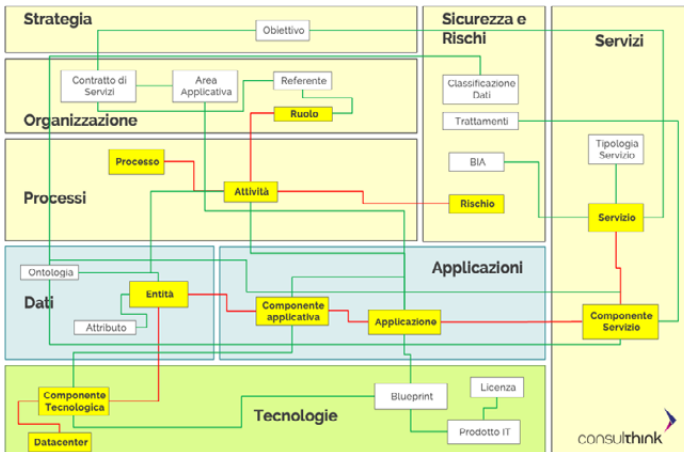 Strategia
Obiettivo
Sicurezza e
Rischi
Servizi
Contratto di
Servizi
Area
Applicativa
Referente
Ruolo
Organizzazione
Classificazione
Dati
Trattamenti
BIA
Rischio
Tipologia
Servizio
Servizio
Componente
Servizio
Processo
Attività
Processi
Ontologia
Dati
Entità
Attributo
Applicazioni
Componente
applicativa
Applicazione
Componente
Tecnologica
Datacenter
Tecnologie
Blueprint
Licenza
Prodotto IT
consulthink